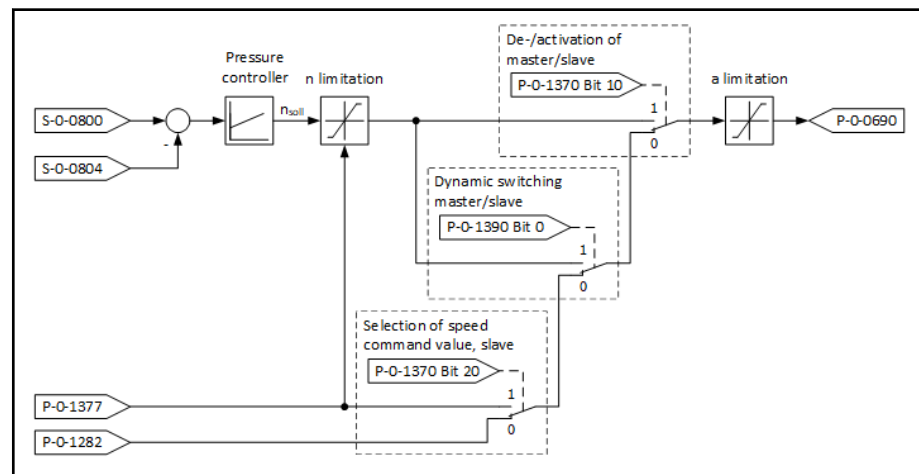 De-/activation of
master/slave
Pressure
controller
n limitation
P-0-1370 Bit 10
a limitation
S-0-0800
nsoll
1
P-0-0690
-
0
S-0-0804
Dynamic switching
master/slave
P-0-1390 Bit 0
1
0
Selection of speed
command value, slave
P-0-1370 Bit 20
1
P-0-1377
0
P-0-1282